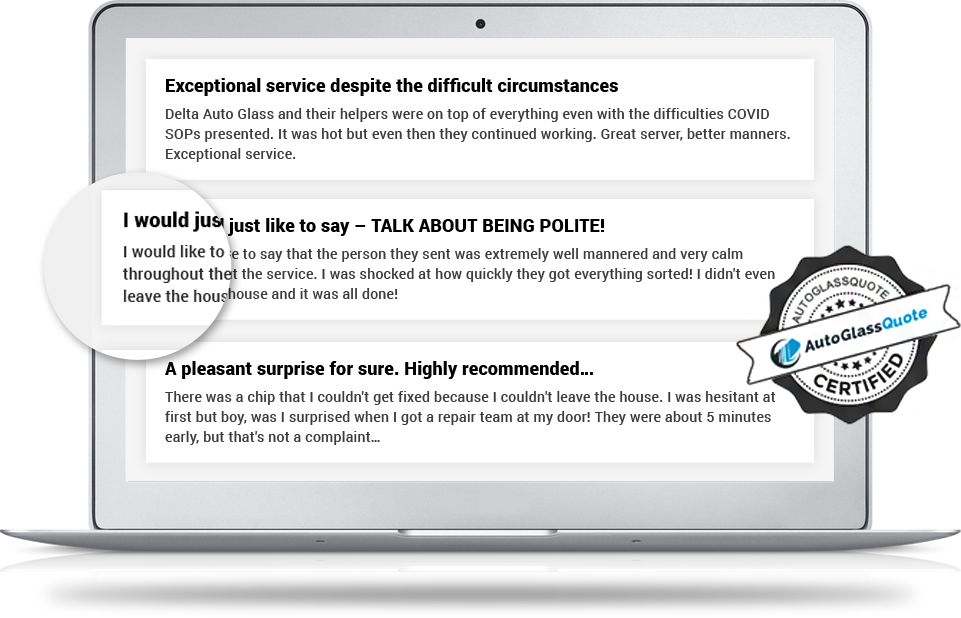 Exceptional service despite the difficult circumstances
Delta Auto Glass and their helpers were on top of everything even with the difficulties COVID
SOPs presented. It was hot but even then they continued working. Great server, better manners.
Exceptional service.
I would just like to say – TALK ABOUT BEING POLITE!
I would like to say that the person they sent was extremely well mannered and very calm
throughout the service. I was shocked at how quickly they got everything sorted! I didn't even
leave the house and it was all done!
A pleasant surprise for sure. Highly recommended...
There was a chip that I couldn't get fixed because I couldn't leave the house. I was hesitant at
first but boy, was I surprised when I got a repair team at my door! They were about 5 minutes
early, but that's not a complaint...
AUTOGLASSQUOTE
AutoGlassQuote
CERTIFIED